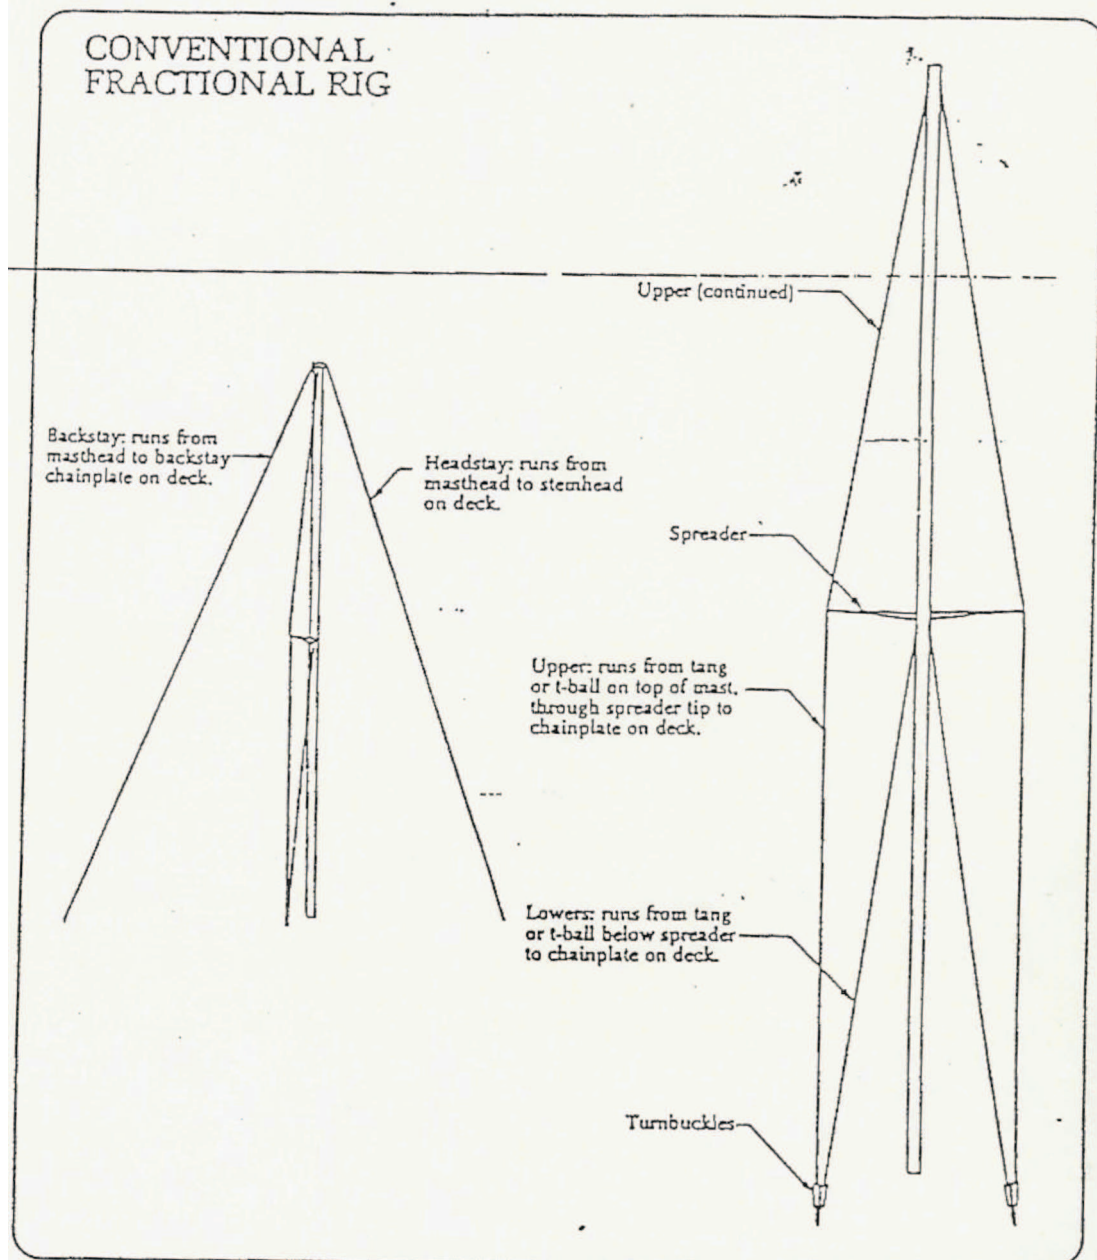 CONVENTIONAL
FRACTIONAL RIG
Upper (continued)
Backstay: runs from
masthead to backstay
chainplate on deck.
Headstay: runs from
masthead to stemhead
on deck.
Spreader
Upper: runs from tang
or t-ball on top of mast,
through spreader tip to
chainplate on deck.
Lowers: runs from tang
or t-ball below spreader
to chainplate on deck.
Turnbuckles